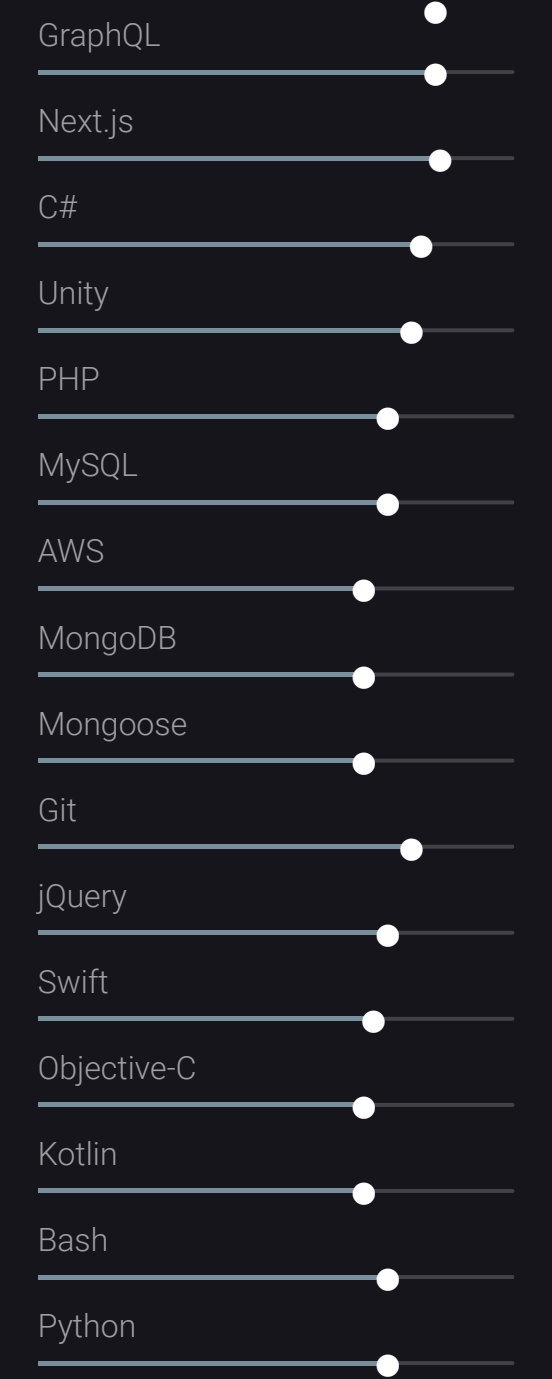 GraphQL
Next.js
C#
Unity
PHP
MySQL
AWS
MongoDB
Mongoose
Git
jQuery
Swift
Objective-C
Kotlin
Bash
Python